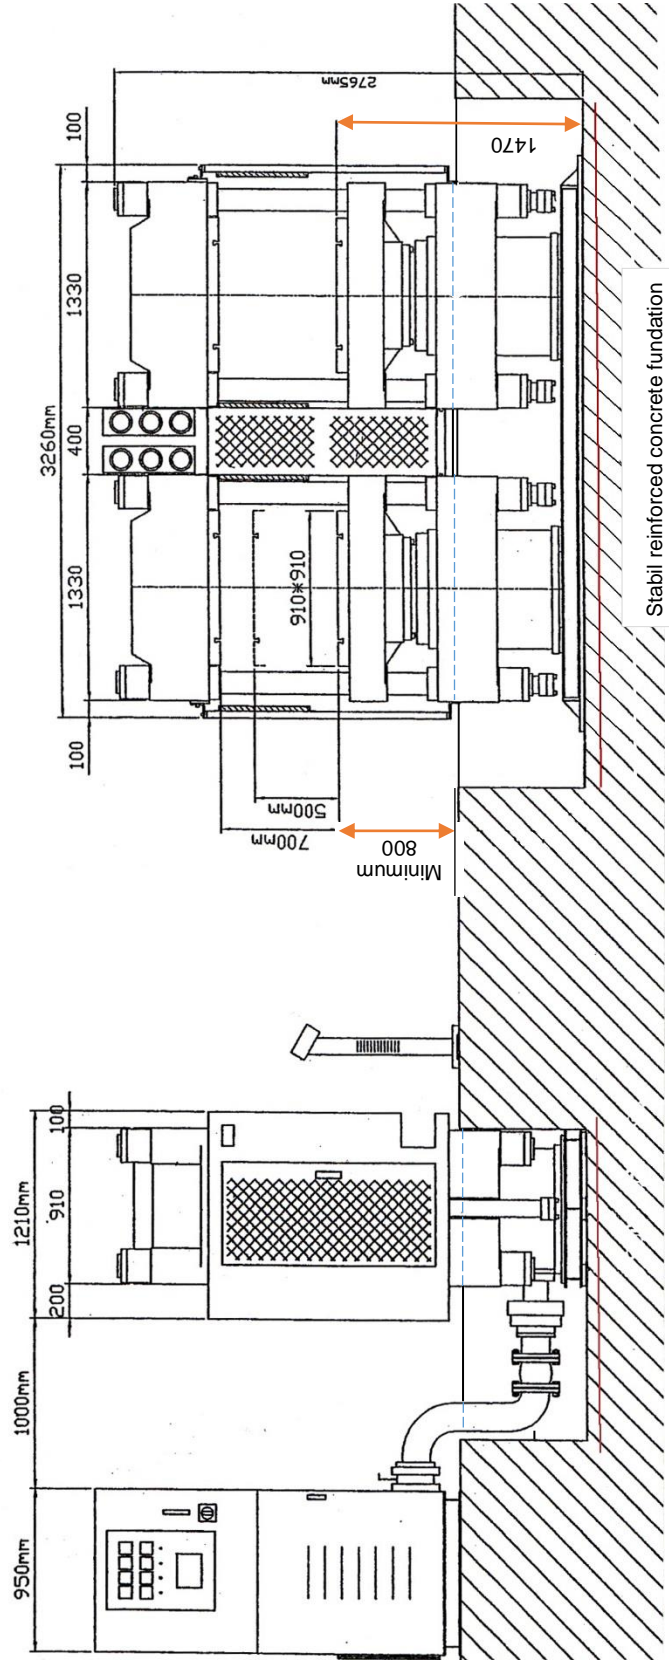 2765mm
100
1330
400
1330
100
3260mm
1470
910*910
500mm
700mm
Minimum
800
Stabil reinforced concrete fundation
100
910
200
1210mm
1000mm
950mm